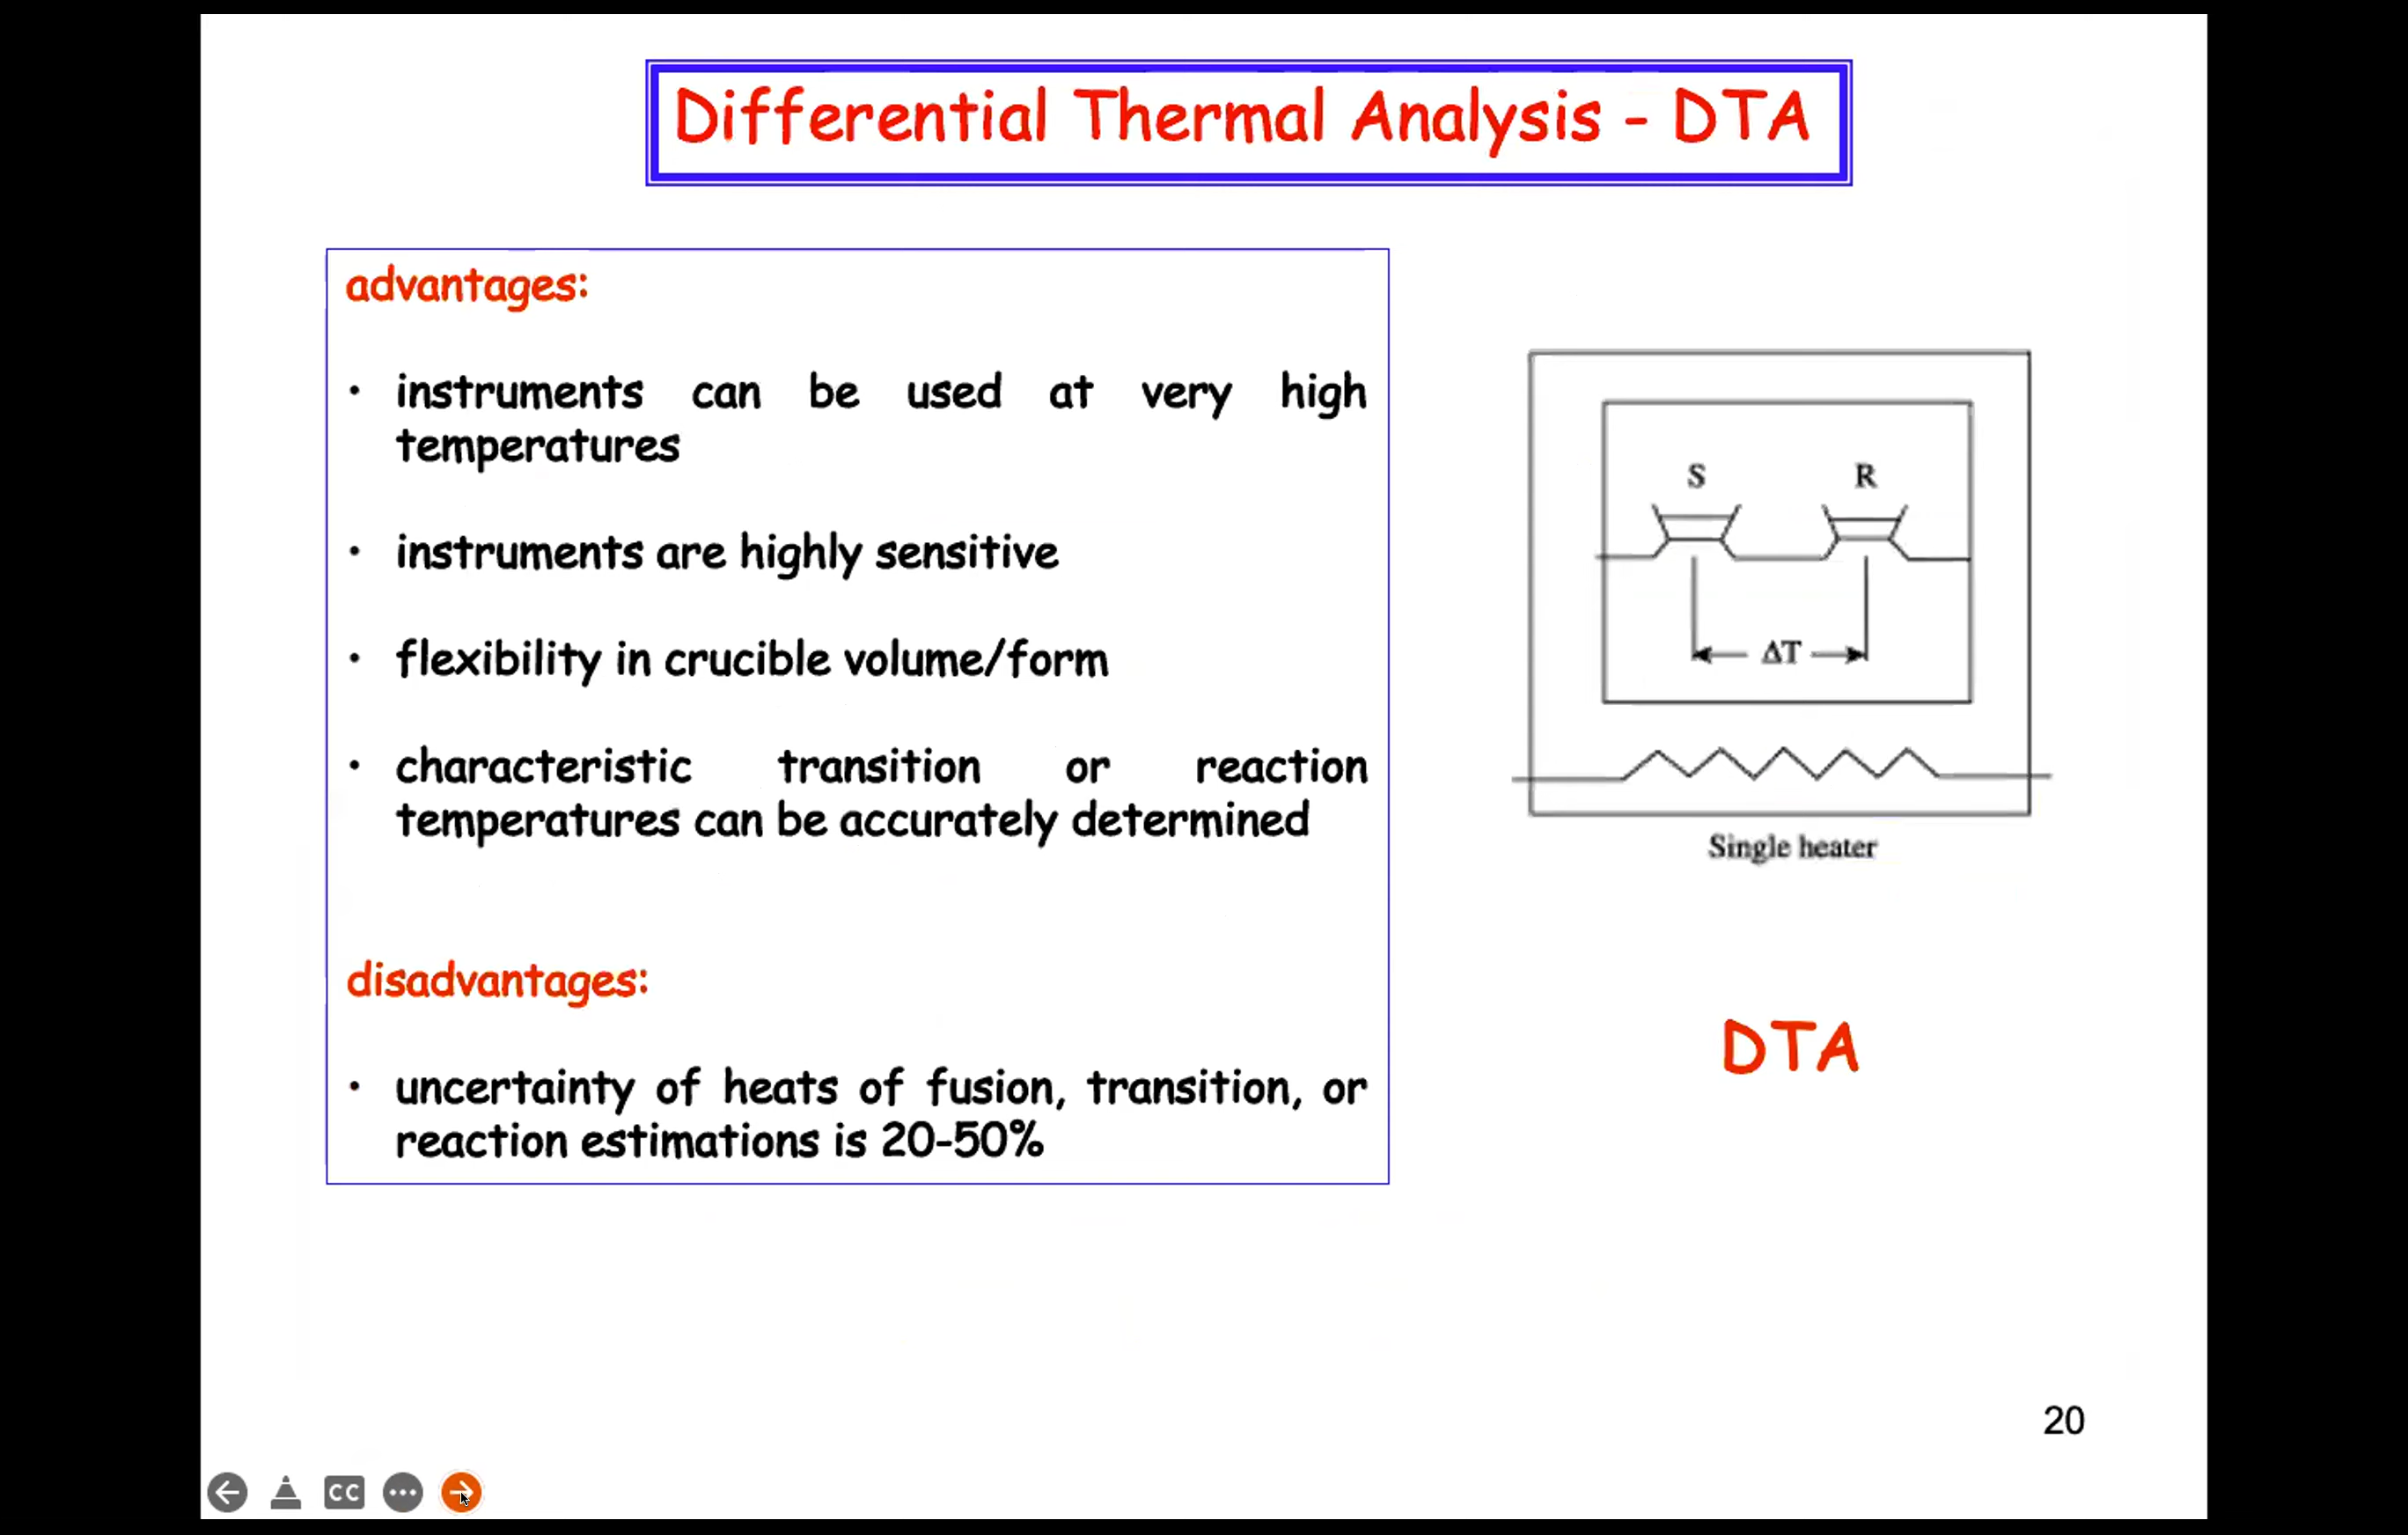 Differential Thermal Analysis - DTA
advantages:
• instruments can be used at very high
temperatures
• instruments are highly sensitive
• flexibility in crucible volume/form
• characteristic transition or reaction
temperatures can be accurately determined
disadvantages:
• uncertainty of heats of fusion, transition, or
reaction estimations is 20-50%
S R
ΔT
Single heater
DTA
20
CC